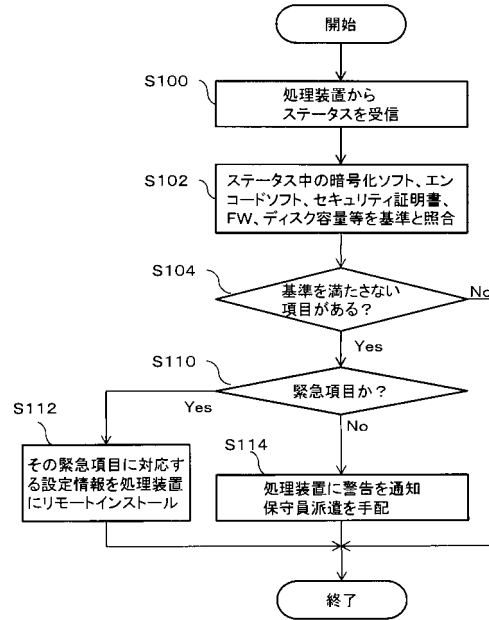 開始
S100
処理装置から
ステータスを受信
S102
ステータス中の暗号化ソフト、エン
コードソフト、セキュリティ証明書、
FW、ディスク容量等を基準と照合
S104
基準を満たさない
項目がある?
No
Yes
S110
緊急項目か?
Yes
No
S112
その緊急項目に対応す
る設定情報を処理装置
にリモートインストール
S114
処理装置に警告を通知
保守員派遣を手配
終了